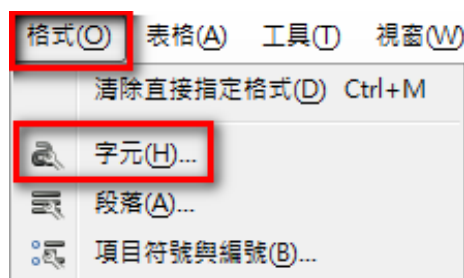 格式(O) 表格(A) 工具(T) 視窗(W)
清除直接指定格式(D) Ctrl+M
字元(H)...
段落(A)...
項目符號與編號(B)...